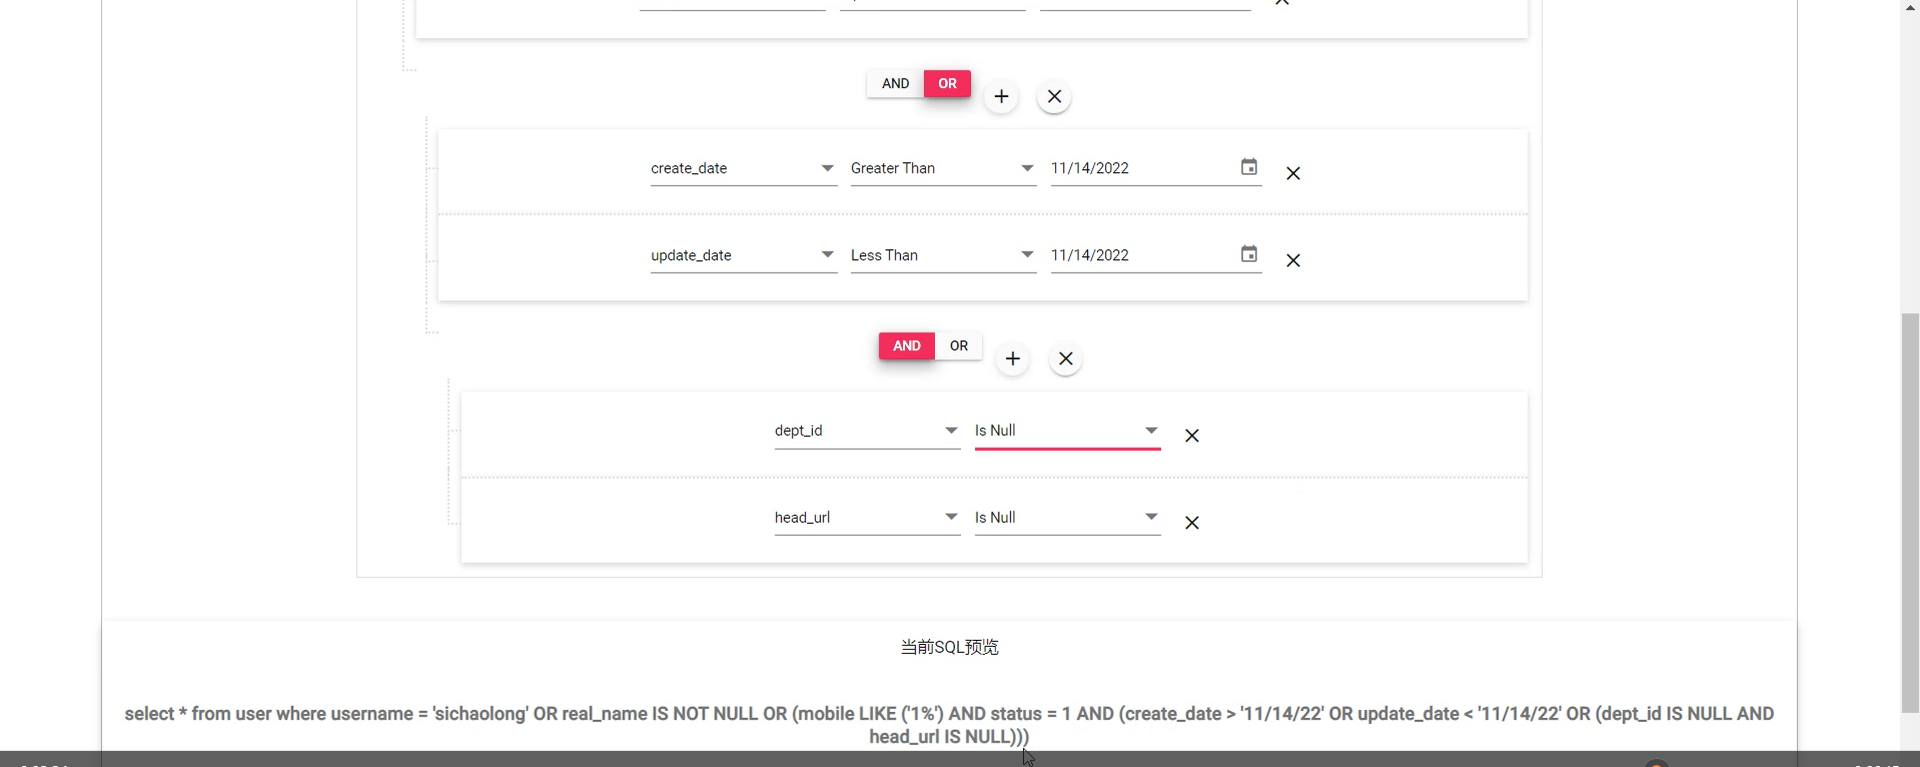 AND OR
create_date Greater Than 11/14/2022
update_date Less Than 11/14/2022
AND OR
dept_id Is Null
head_url Is Null
当前SQL预览
select * from user where username = 'sichaolong' OR real_name IS NOT NULL OR (mobile LIKE ('1%') AND status = 1 AND (create_date > '11/14/22' OR update_date < '11/14/22' OR (dept_id IS NULL AND
head_url IS NULL)))